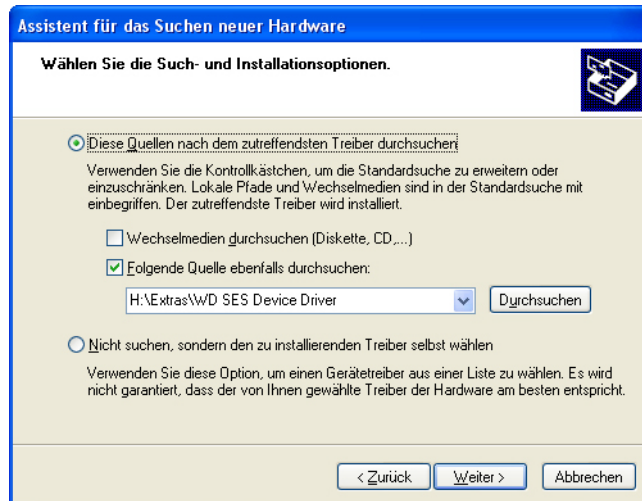 Assistent für das Suchen neuer Hardware
Wählen Sie die Such- und Installationsoptionen.
Diese Quellen nach dem zutreffendsten Treiber durchsuchen
Verwenden Sie die Kontrollkästchen, um die Standardsuche zu erweitern oder
einzuschränken. Lokale Pfade und Wechselmedien sind in der Standardsuche mit
einbegriffen. Der zutreffendste Treiber wird installiert.
Wechselmedien durchsuchen (Diskette, CD,...)
Folgende Quelle ebenfalls durchsuchen:
H:\Extras\WD SES Device Driver
Durchsuchen
Nicht suchen, sondern den zu installierenden Treiber selbst wählen
Verwenden Sie diese Option, um einen Gerätetreiber aus einer Liste zu wählen. Es wird
nicht garantiert, dass der von Ihnen gewählte Treiber der Hardware am besten entspricht.
< Zurück Weiter > Abbrechen